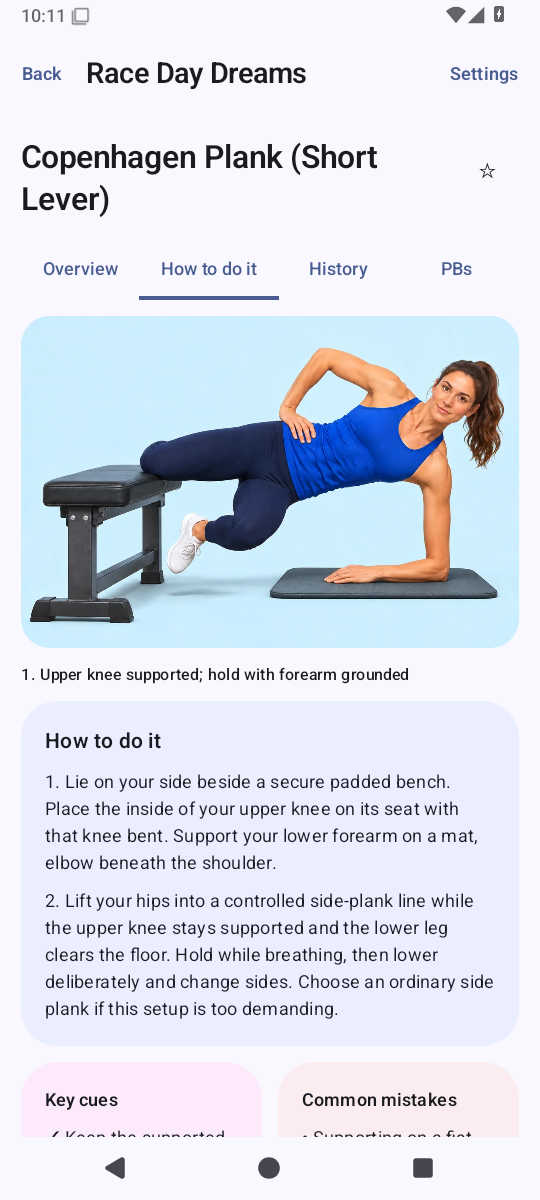 10:11
Back Race Day Dreams Settings
Copenhagen Plank (Short
Lever)
☆
Overview How to do it History PBs
1. Upper knee supported; hold with forearm grounded
How to do it
1. Lie on your side beside a secure padded bench.
Place the inside of your upper knee on its seat with
that knee bent. Support your lower forearm on a mat,
elbow beneath the shoulder.
2. Lift your hips into a controlled side-plank line while
the upper knee stays supported and the lower leg
clears the floor. Hold while breathing, then lower
deliberately and change sides. Choose an ordinary side
plank if this setup is too demanding.
Key cues
✓ Keep the supported
Common mistakes
• Supporting on a